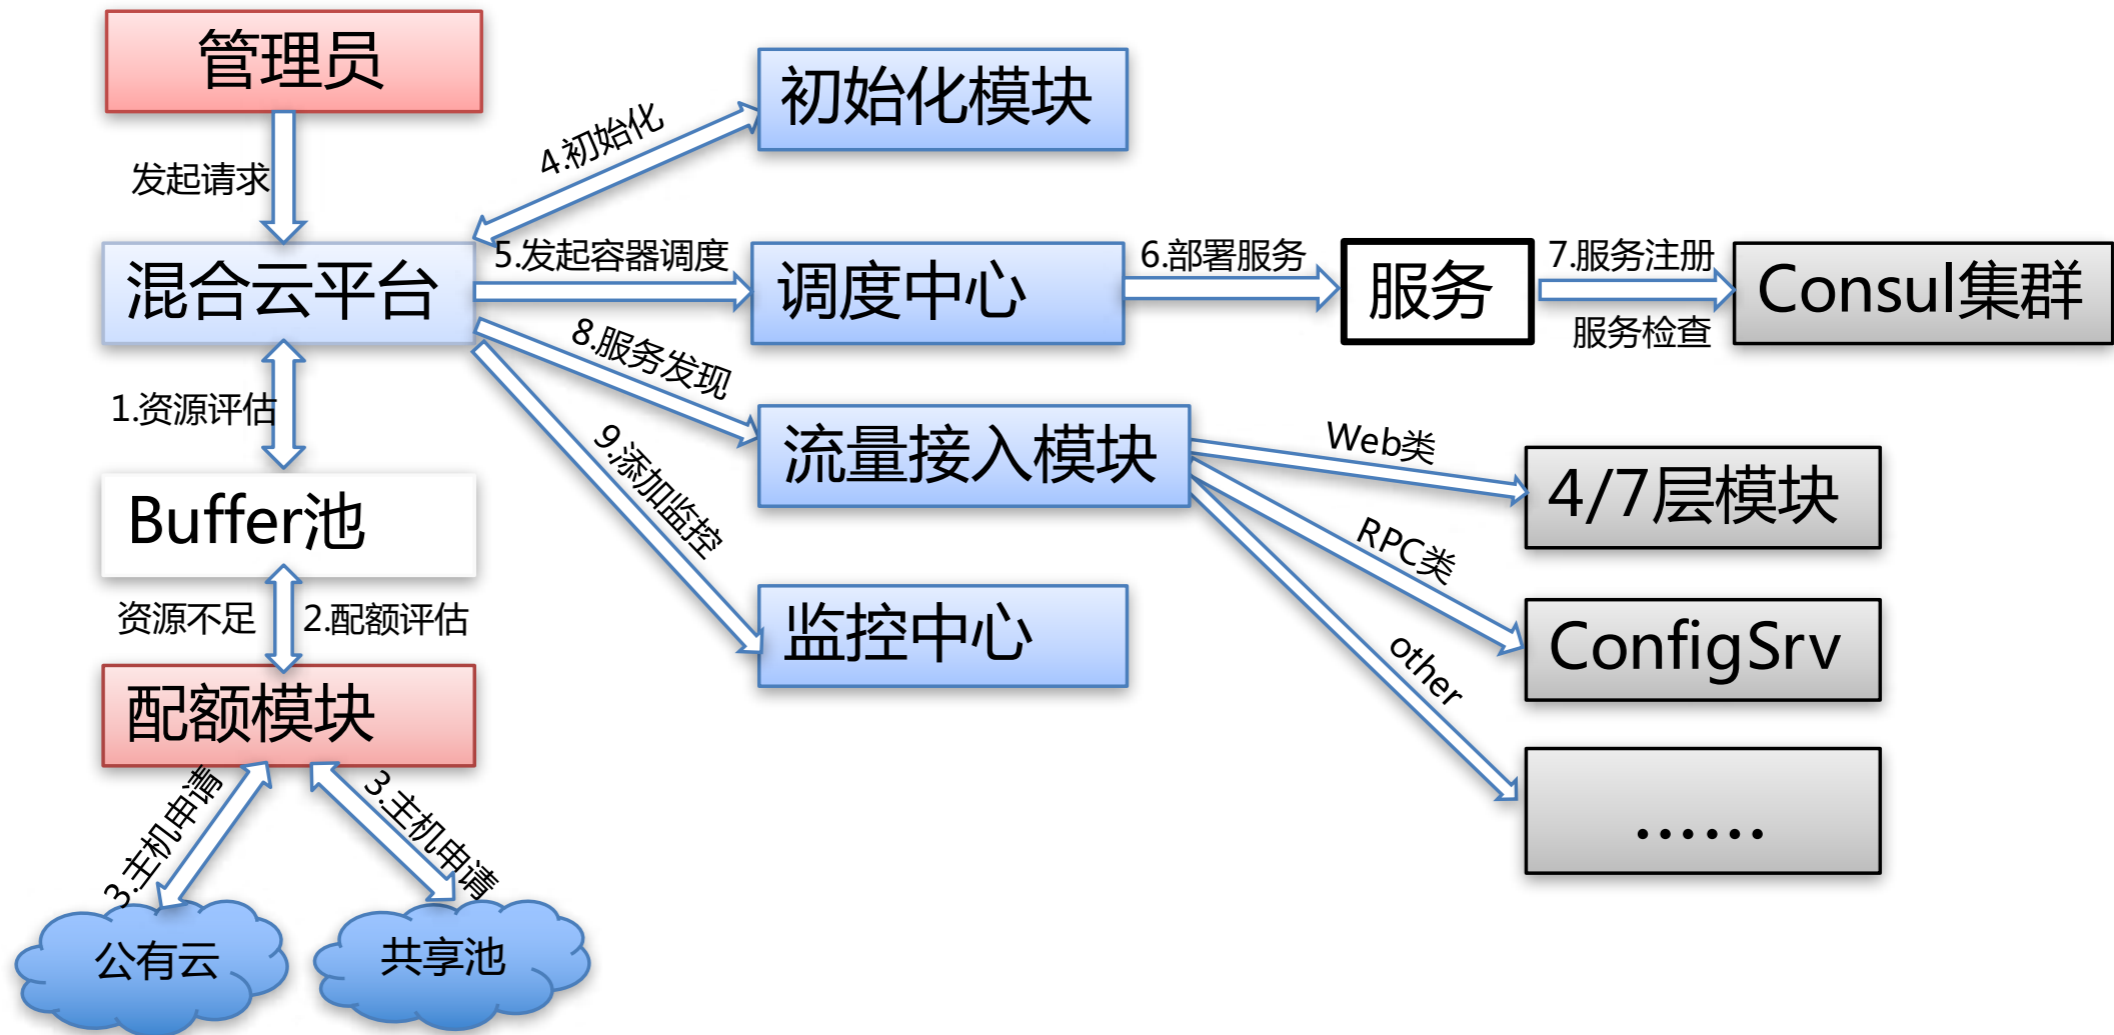 管理员
发起请求
混合云平台
1.资源评估
Buffer池
资源不足
2.配额评估
配额模块
3.主机申请
3.主机申请
公有云
共享池
4.初始化
初始化模块
5.发起容器调度
调度中心
6.部署服务
服务
7.服务注册
服务检查
Consul集群
8.服务发现
流量接入模块
9.添加监控
监控中心
Web类
4/7层模块
RPC类
ConfigSrv
other
......